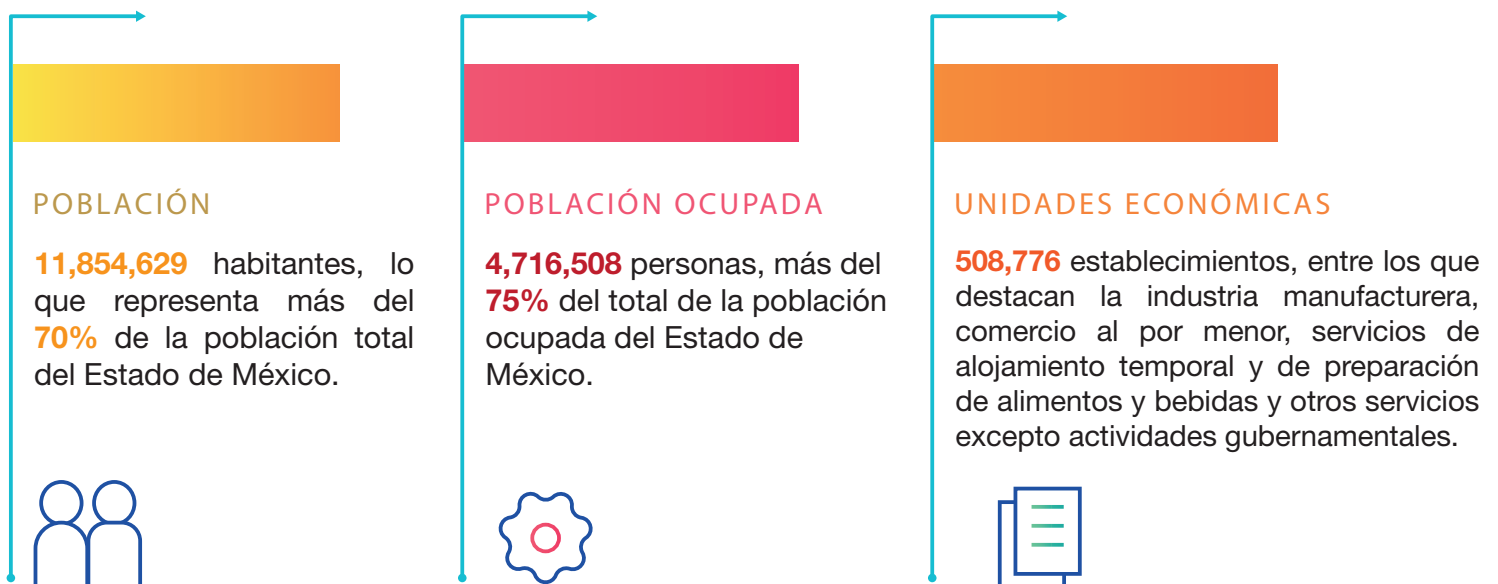 POBLACIÓN
11,854,629 habitantes, lo
que representa más del
70% de la población total
del Estado de México.
POBLACIÓN OCUPADA
4,716,508 personas, más del
75% del total de la población
ocupada del Estado de
México.
UNIDADES ECONÓMICAS
508,776 establecimientos, entre los que
destacan la industria manufacturera,
comercio al por menor, servicios de
alojamiento temporal y de preparación
de alimentos y bebidas y otros servicios
excepto actividades gubernamentales.